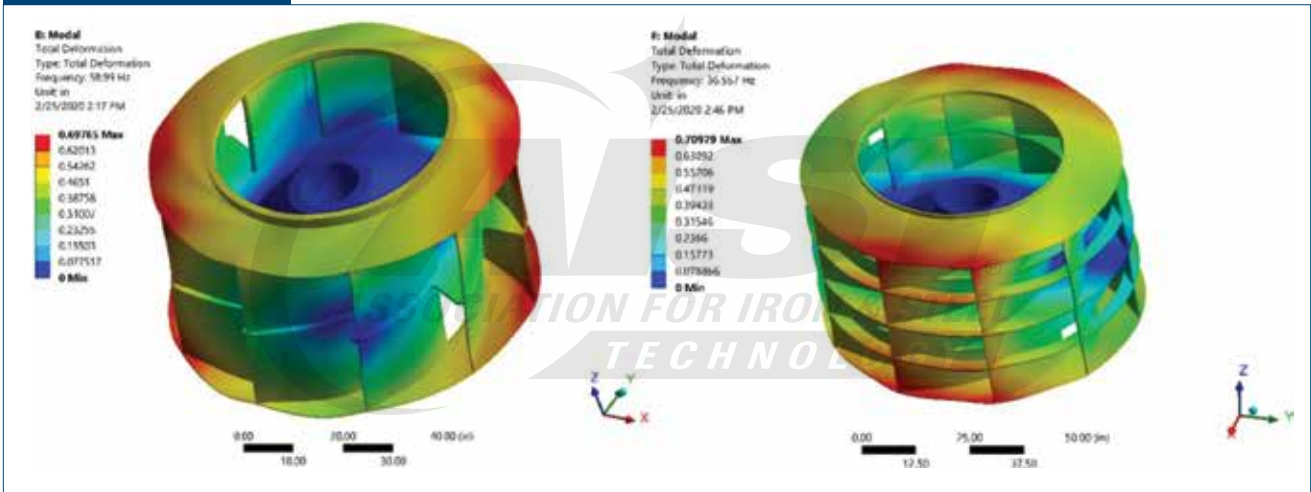 B: Modal
Total Deformation
Type: Total Deformation
Frequency: 58.99 Hz
Unit: in
2/25/2020 2:17 PM
0.69765 Max
0.62013
0.54262
0.4651
0.38758
0.31007
0.23255
0.15503
0.077517
0 Min
Z
Y
X
0.00
20.00
40.00 (in)
10.00
30.00
F: Modal
Total Deformation
Type: Total Deformation
Frequency: 36.557 Hz
Unit: in
2/25/2020 2:46 PM
0.70979 Max
0.63092
0.55206
0.47319
0.39433
0.31546
0.2366
0.15773
0.078866
0 Min
Z
Y
X
0.00
25.00
50.00 (in)
12.50
37.50
AIST
®
ASSOCIATION FOR IRON & STEEL
TECHNOLOGY